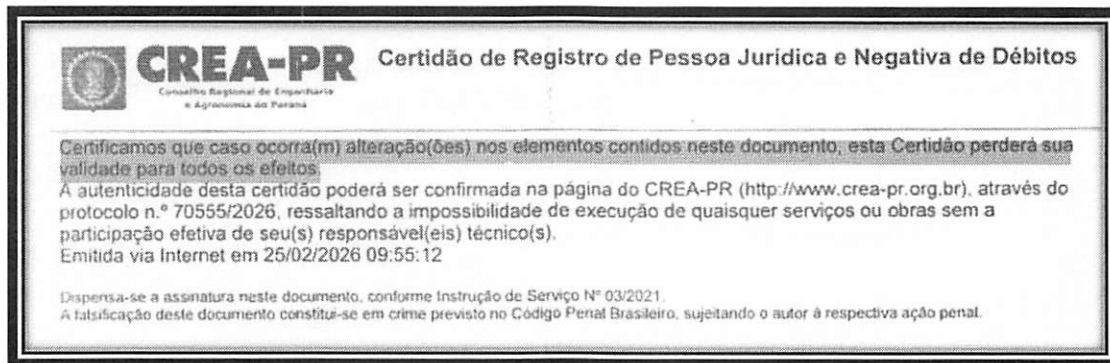 CREA-PR
Conselho Regional de Engenharia
e Agronomia do Paraná
Certidão de Registro de Pessoa Jurídica e Negativa de Débitos
Certificamos que caso ocorra(m) alteração(ões) nos elementos contidos neste documento, esta Certidão perderá sua
validade para todos os efeitos.
A autenticidade desta certidão poderá ser confirmada na página do CREA-PR (http://www.crea-pr.org.br), através do
protocolo n.º 70555/2026, ressaltando a impossibilidade de execução de quaisquer serviços ou obras sem a
participação efetiva de seu(s) responsável(eis) técnico(s).
Emitida via Internet em 25/02/2026 09:55:12
Dispensa-se a assinatura neste documento, conforme Instrução de Serviço Nº 03/2021.
A falsificação deste documento constitui-se em crime previsto no Código Penal Brasileiro, sujeitando o autor à respectiva ação penal.